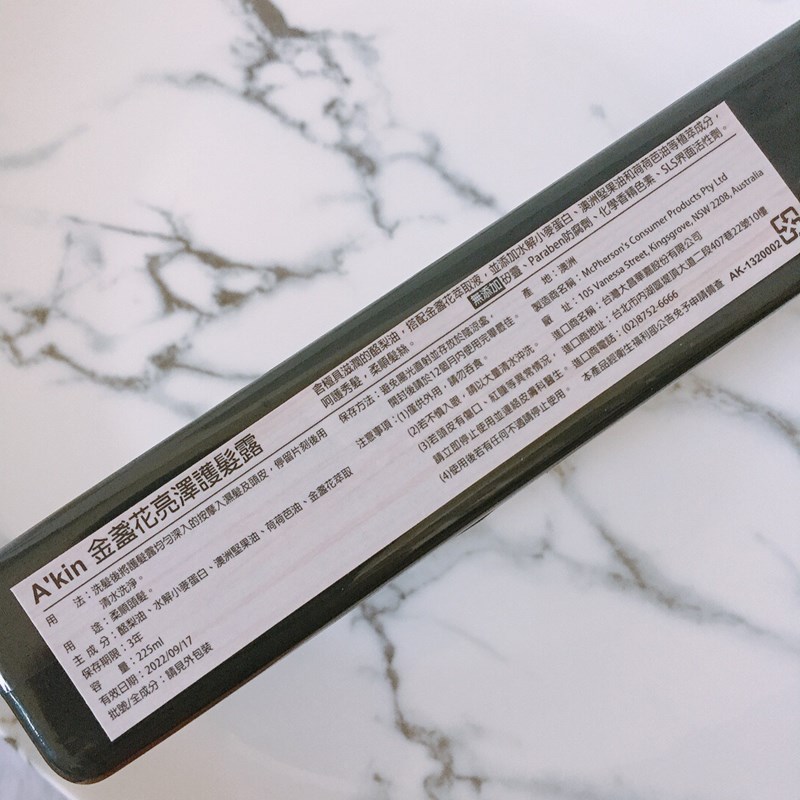 A'kin 金盞花亮澤護髮露
含極具滋潤的酪梨油,搭配金盞花萃取液,並添加水解小麥蛋白、澳洲堅果油和荷荷芭油等植萃成分,
阿護秀髮,柔順髮絲。 無添加 矽靈、Paraben防腐劑、化學香精色素、SLS界面活性劑。
用 法:洗髮後將護髮露均勻深入的按摩入濕髮及頭皮,停留片刻後用
清水洗淨。
用 途:柔順頭髮。
主 成 分:酪梨油、水解小麥蛋白、澳洲堅果油、荷荷芭油、金盞花萃取
保存期限:3年
容 量:225ml
有效日期:2022/09/17
批號/全成分:請見外包裝
保存方法:避免陽光直射並存放於陰涼處。
開封後請於12個月內使用完畢最佳
注意事項:(1)僅供外用,請勿吞食。
(2)若不慎入眼,請以大量清水沖洗。
(3)若頭皮有傷口、紅腫等異常情況,
請立即停止使用並連絡皮膚科醫生。
(4)使用後若有任何不適請停止使用。
產 地:澳洲
製造商名稱:McPherson's Consumer Products Pty Ltd
廠 址:105 Vanessa Street, Kingsgrove, NSW 2208, Australia
進口商名稱:台灣大昌華嘉股份有限公司
進口商地址:台北市內湖區堤頂大道二段407巷22號10樓
進口商電話:(02)8752-6666
本產品經衛生福利部公告免予申請備查 AK-1320002